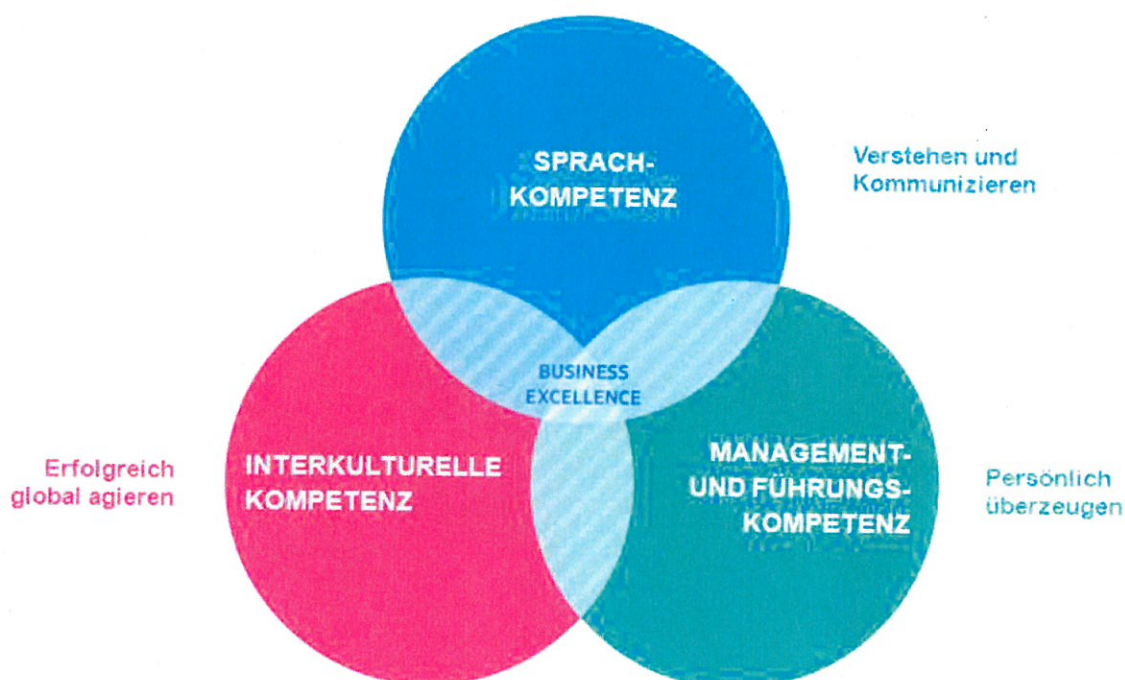 SPRACH-
KOMPETENZ
Verstehen und
Kommunizieren
BUSINESS
EXCELLENCE
Erfolgreich
global agieren
INTERKULTURELLE
KOMPETENZ
MANAGEMENT-
UND FÜHRUNGS-
KOMPETENZ
Persönlich
überzeugen